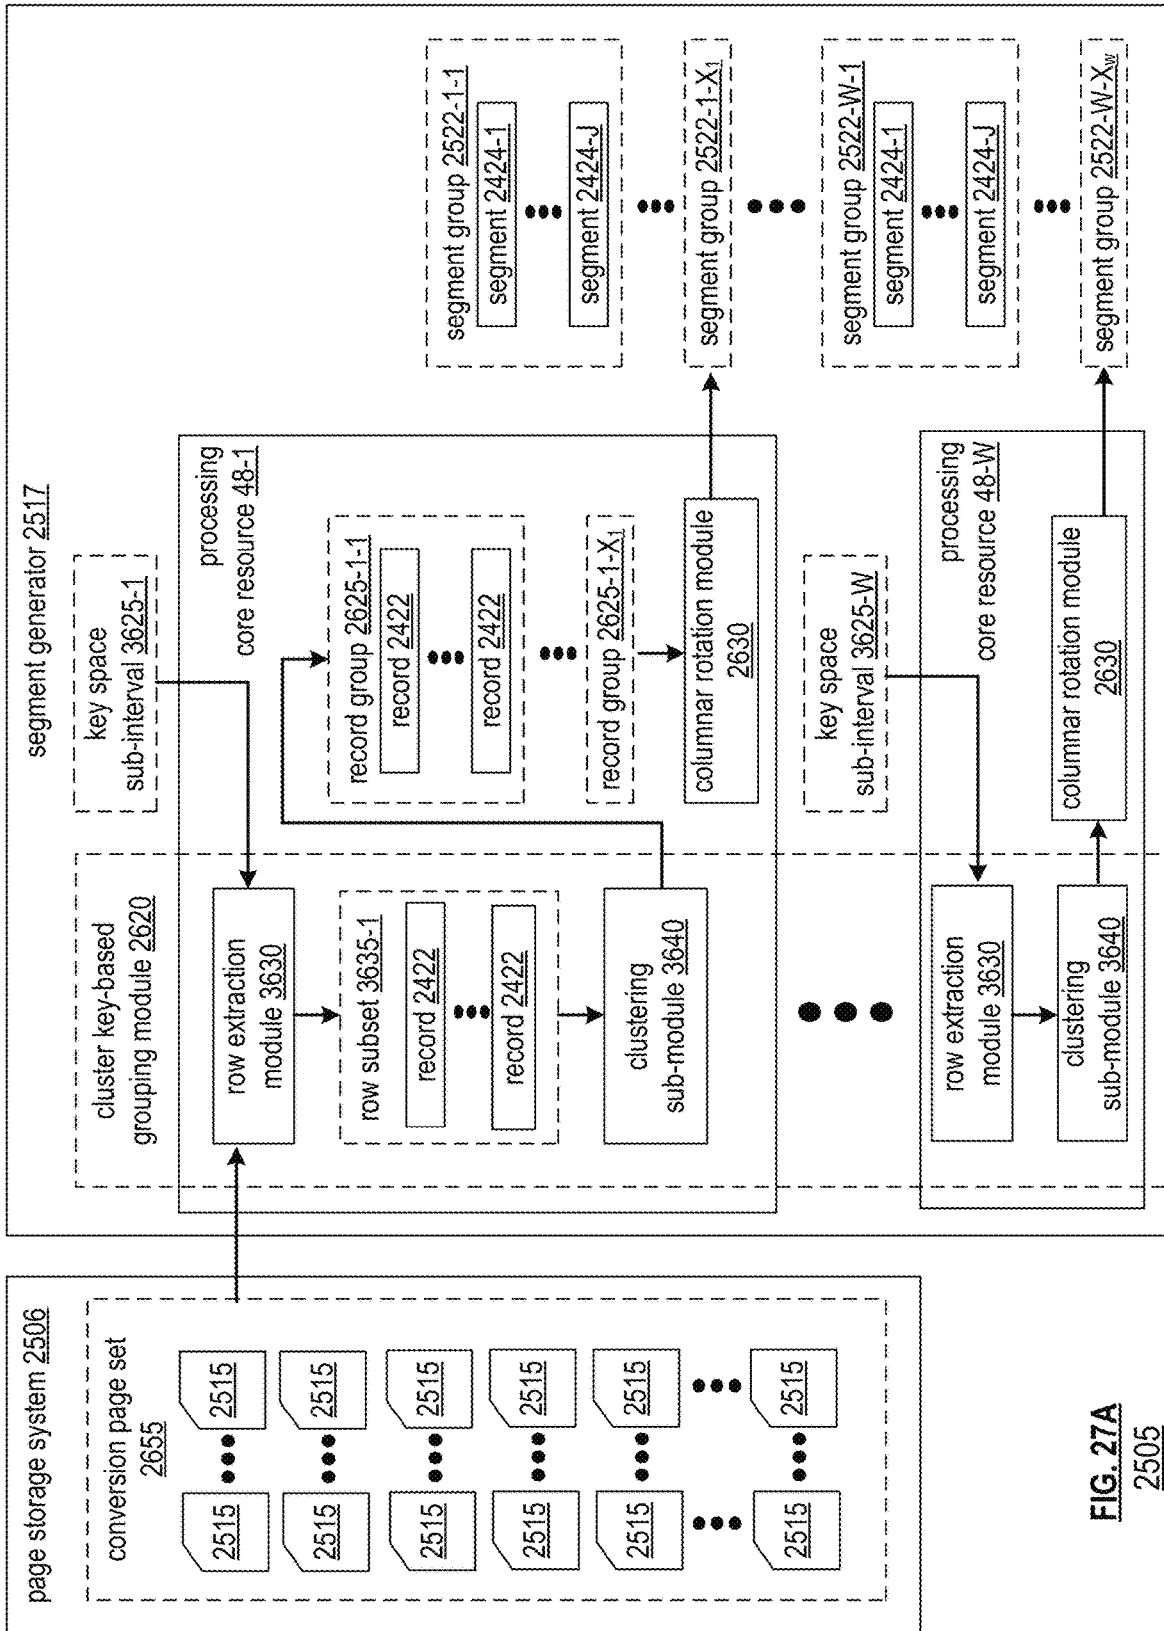 page storage system 2506
conversion page set
2655
2515
2515
2515
2515
2515
2515
2515
2515
2515
2515
2515
2515
segment generator 2517
cluster key-based
grouping module 2620
key space
sub-interval 3625-1
processing
core resource 48-1
row extraction
module 3630
row subset 3635-1
record 2422
record 2422
clustering
sub-module 3640
record group 2625-1-1
record 2422
record 2422
record group 2625-1-X1
columnar rotation module
2630
segment group 2522-1-1
segment 2424-1
segment 2424-J
segment group 2522-1-X1
key space
sub-interval 3625-W
processing
core resource 48-W
row extraction
module 3630
clustering
sub-module 3640
columnar rotation module
2630
segment group 2522-W-1
segment 2424-1
segment 2424-J
segment group 2522-W-Xw
FIG. 27A
2505